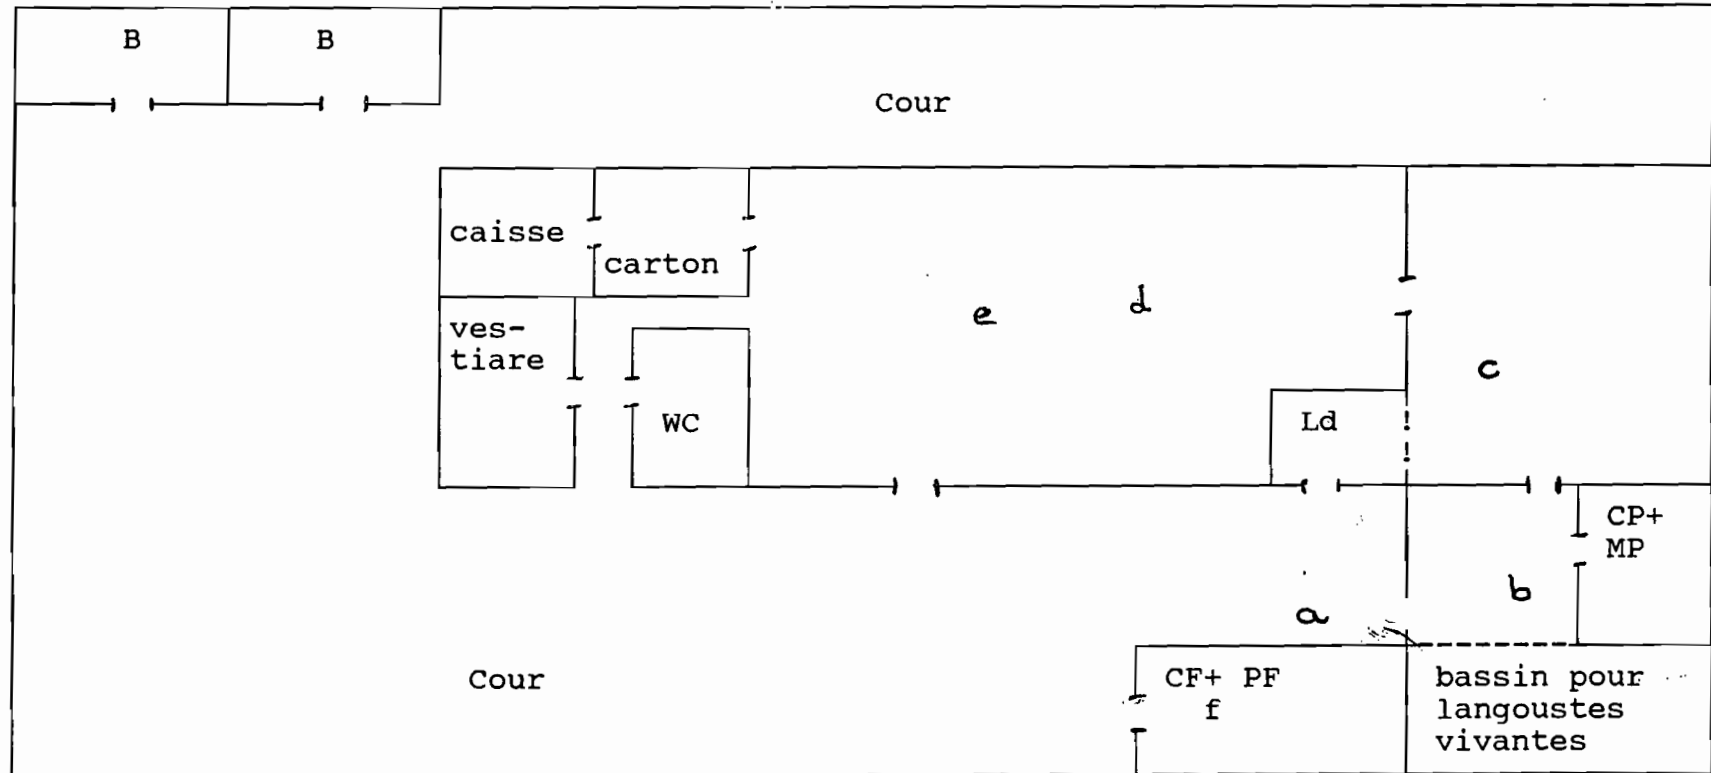 B
B
Cour
caisse
carton
ves-
tiare
WC
e
d
c
Ld
CP+
MP
b
a
Cour
CF+ PF
f
bassin pour
langoustes
vivantes